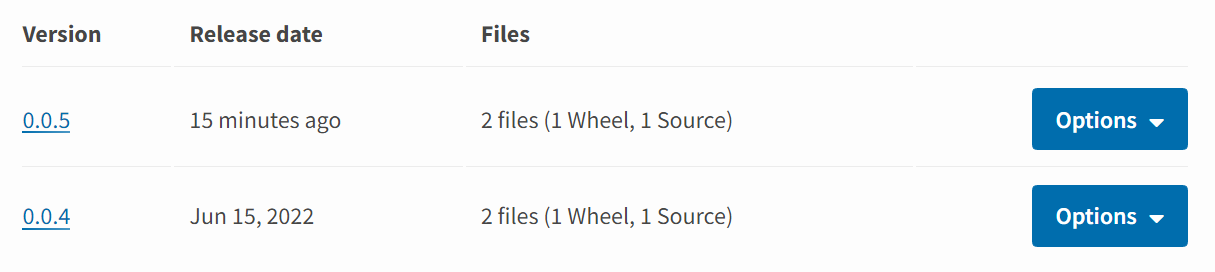 Version Release date Files
0.0.5 15 minutes ago 2 files (1 Wheel, 1 Source) Options
0.0.4 Jun 15, 2022 2 files (1 Wheel, 1 Source) Options